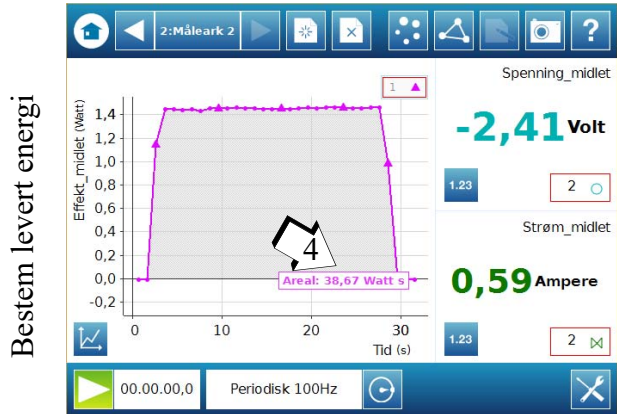 Bestem levert energi
2:Måleark 2
?
1
Effekt_midlet (Watt)
1,4
1,2
1,0
0,8
0,6
0,4
0,2
0,0
-0,2
4
Areal: 38,67 Watt s
0
10
20
30
Tid (s)
Spenning_midlet
-2,41 Volt
1.23
2
Strøm_midlet
0,59 Ampere
1.23
2
00.00.00,0
Periodisk 100Hz